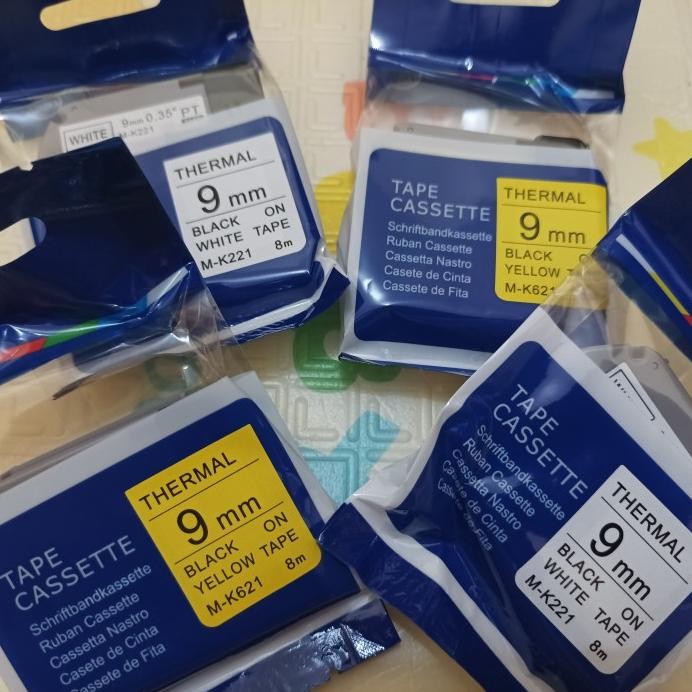 WHITE
9mm 0.35" PT
M-K221
THERMAL
9 mm
BLACK ON
WHITE TAPE
M-K221 8m
TAPE
CASSETTE
Schriftbandkassette
Ruban Cassette
Cassetta Nastro
Casete de Cinta
Cassete de Fita
THERMAL
9 mm
BLACK ON
YELLOW T
M-K621
TAPE
CASSETTE
Schriftbandkassette
Ruban Cassette
Cassetta Nastro
Casete de Cinta
Cassete de Fita
THERMAL
9 mm
BLACK ON
YELLOW TAPE
M-K621 8m
TAPE
CASSETTE
Schriftbandkassette
Ruban Cassette
Cassetta Nastro
Casete de Cinta
Cassete de Fita
THERMAL
9 mm
BLACK ON
WHITE TAPE
M-K221 8m